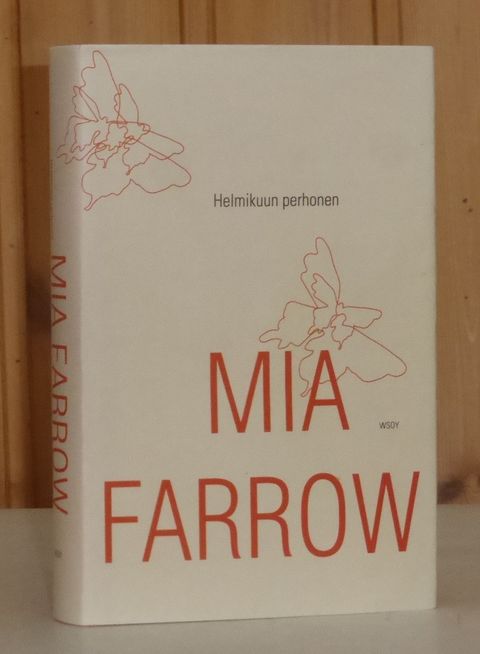 Helmikuun perhonen
MIA
WSOY
FARROW
MIA FARROW